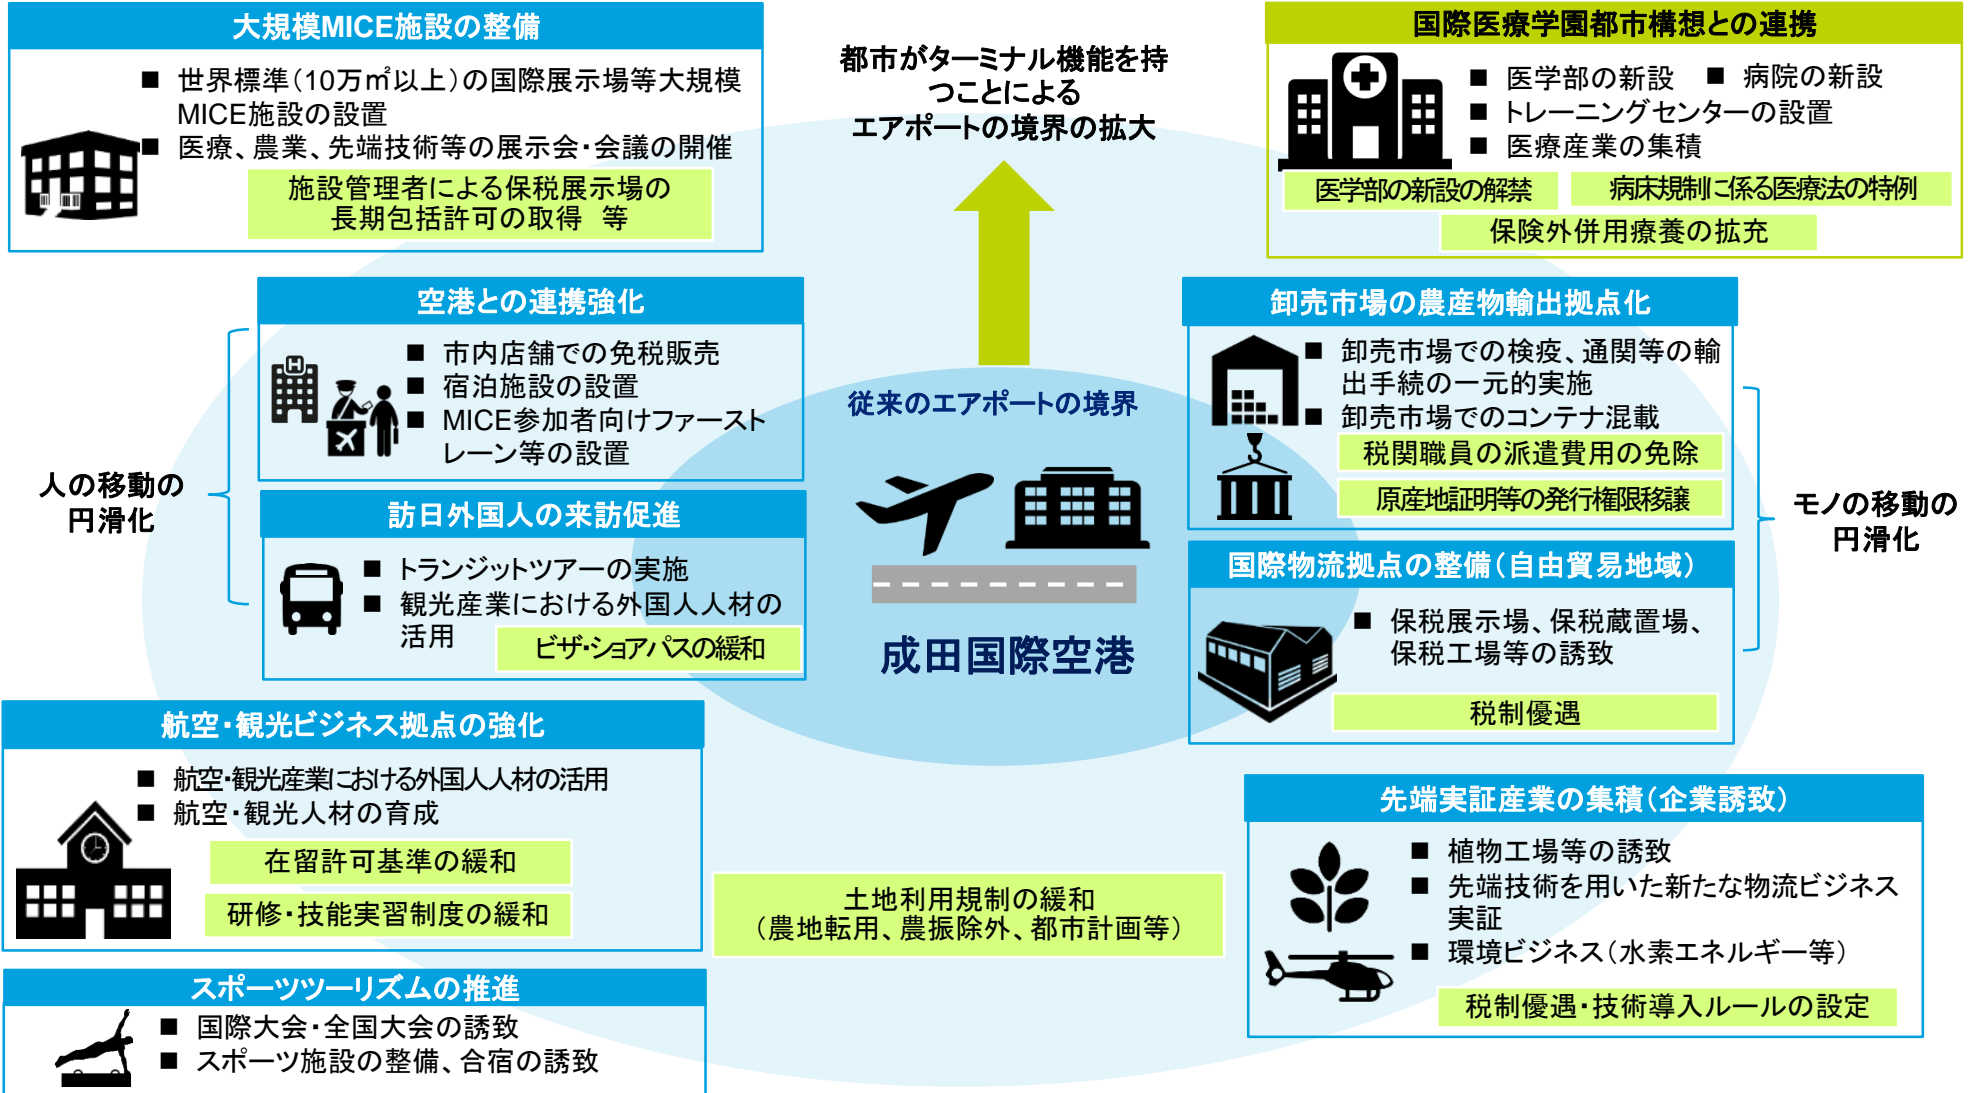 大規模MICE施設の整備
■ 世界標準（10万㎡以上）の国際展示場等大規模
MICE施設の設置
■ 医療、農業、先端技術等の展示会・会議の開催
施設管理者による保税展示場の
長期包括許可の取得 等
都市がターミナル機能を持
つことによる
エアポートの境界の拡大
国際医療学園都市構想との連携
■ 医学部の新設 ■ 病院の新設
■ トレーニングセンターの設置
■ 医療産業の集積
医学部の新設の解禁
病床規制に係る医療法の特例
保険外併用療養の拡充
人の移動の
円滑化
空港との連携強化
H
■ 市内店舗での免税販売
■ 宿泊施設の設置
■ MICE参加者向けファースト
レーン等の設置
訪日外国人の来訪促進
■ トランジットツアーの実施
■ 観光産業における外国人人材の
活用
ビザ・ショアパスの緩和
従来のエアポートの境界
成田国際空港
卸売市場の農産物輸出拠点化
■ 卸売市場での検疫、通関等の輸
出手続の一元的実施
■ 卸売市場でのコンテナ混載
税関職員の派遣費用の免除
原産地証明等の発行権限移譲
国際物流拠点の整備（自由貿易地域）
■ 保税展示場、保税蔵置場、
保税工場等の誘致
税制優遇
モノの移動の
円滑化
航空・観光ビジネス拠点の強化
■ 航空・観光産業における外国人人材の活用
■ 航空・観光人材の育成
在留許可基準の緩和
研修・技能実習制度の緩和
土地利用規制の緩和
（農地転用、農振除外、都市計画等）
先端実証産業の集積（企業誘致）
■ 植物工場等の誘致
■ 先端技術を用いた新たな物流ビジネス
実証
■ 環境ビジネス（水素エネルギー等）
税制優遇・技術導入ルールの設定
スポーツツーリズムの推進
■ 国際大会・全国大会の誘致
■ スポーツ施設の整備、合宿の誘致